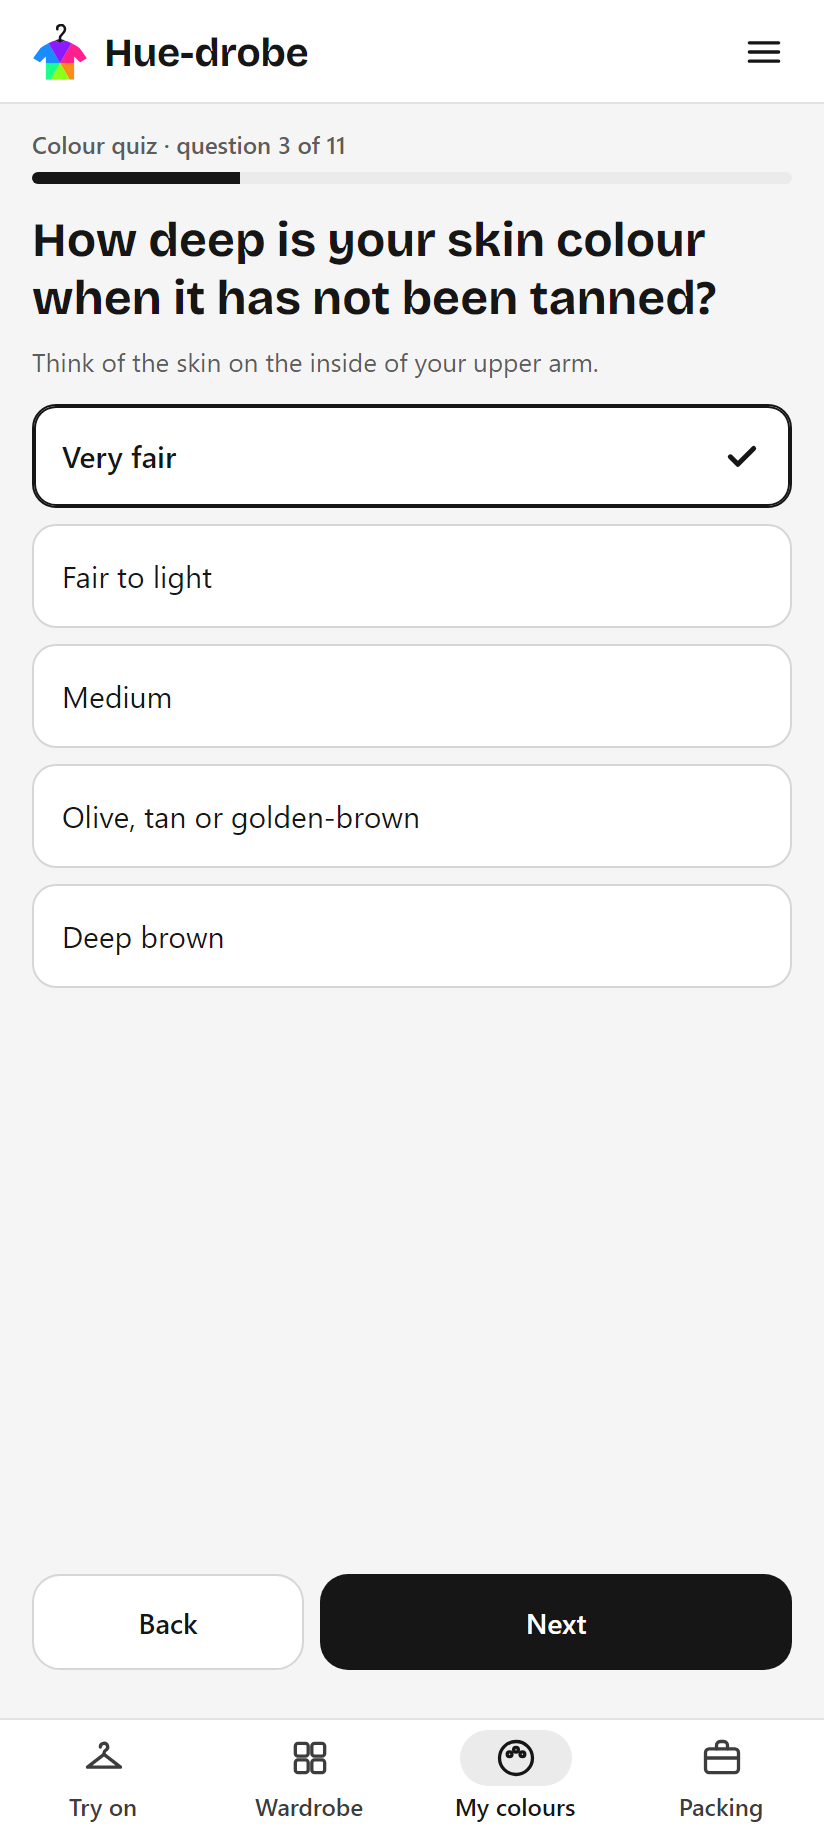 Hue-drobe
Colour quiz · question 3 of 11
How deep is your skin colour
when it has not been tanned?
Think of the skin on the inside of your upper arm.
Very fair
Fair to light
Medium
Olive, tan or golden-brown
Deep brown
Back
Next
Try on
Wardrobe
My colours
Packing